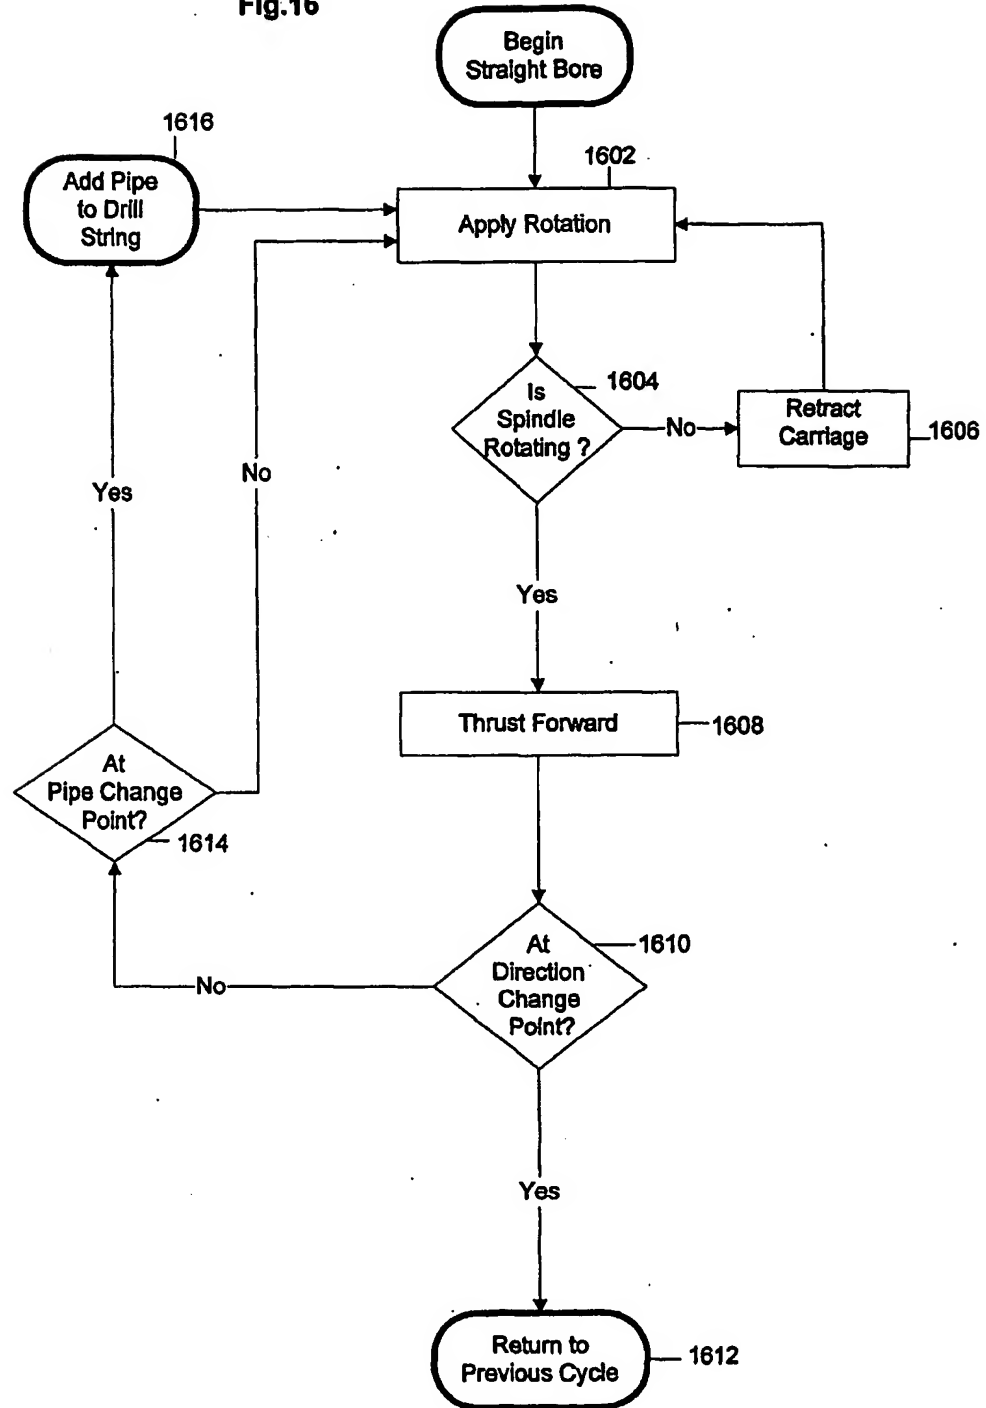 Fig.16
Begin
Straight Bore
1616
1602
Add Pipe
to Drill
String
Apply Rotation
Is
Spindle
Rotating ?
1604
No
Retract
Carriage
1606
Yes
No
Yes
Thrust Forward
1608
At
Pipe Change
Point?
1614
At
Direction
Change
Point?
1610
No
Yes
Return to
Previous Cycle
1612